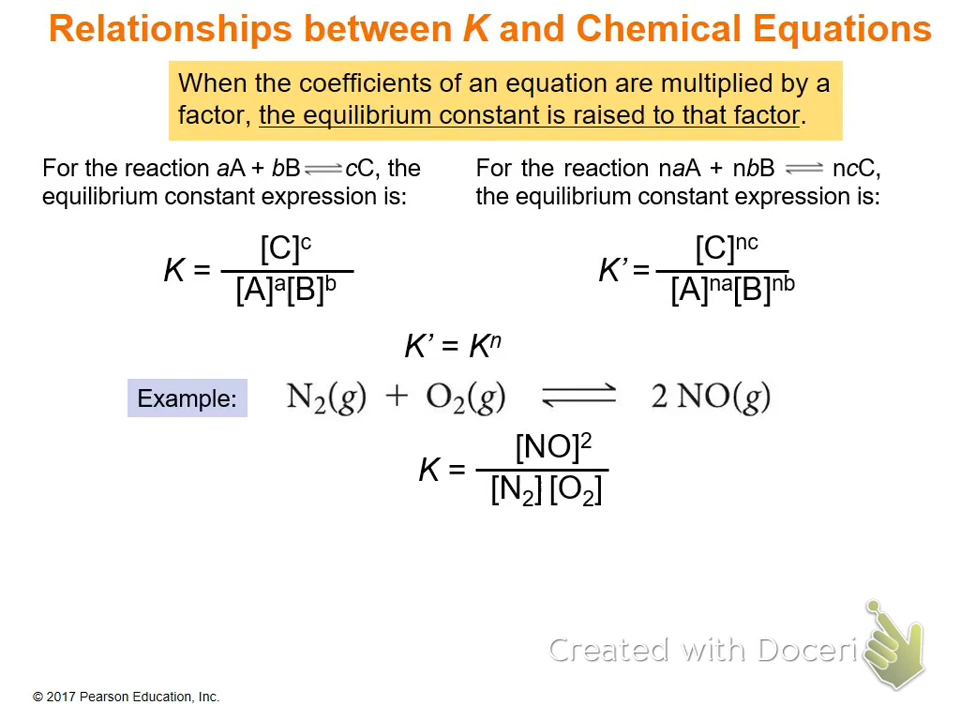 Relationships between K and Chemical Equations
When the coefficients of an equation are multiplied by a
factor, the equilibrium constant is raised to that factor.
For the reaction aA + bB ⇌ cC, the
equilibrium constant expression is:
For the reaction naA + nbB ⇌ ncC,
the equilibrium constant expression is:
K = [C]^c / [A]^a[B]^b
K’ = [C]^nc / [A]^na[B]^nb
K’ = K^n
Example: N₂(g) + O₂(g) ⇌ 2 NO(g)
K = [NO]² / [N₂] [O₂]
Created with Doceri
© 2017 Pearson Education, Inc.